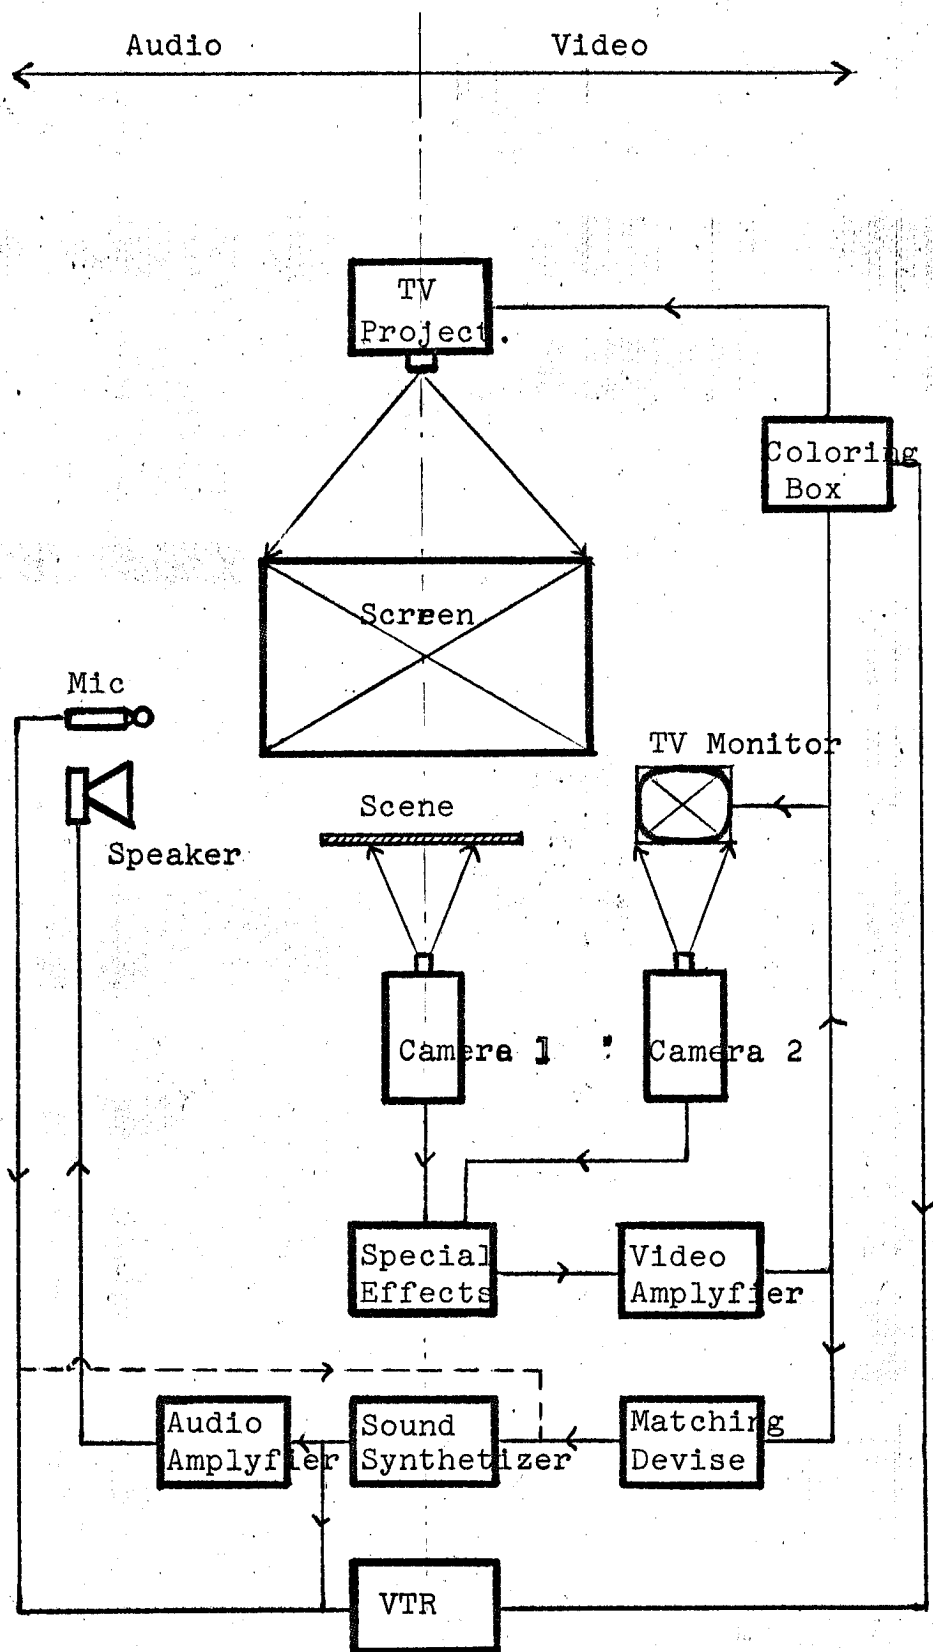 Audio
Video
TV
Project.
Coloring
Box
Screen
Mic
TV Monitor
Scene
Speaker
Camera 1
Camera 2
Special
Effects
Video
Amplyfier
Audio
Amplyfier
Sound
Synthetizer
Matching
Devise
VTR